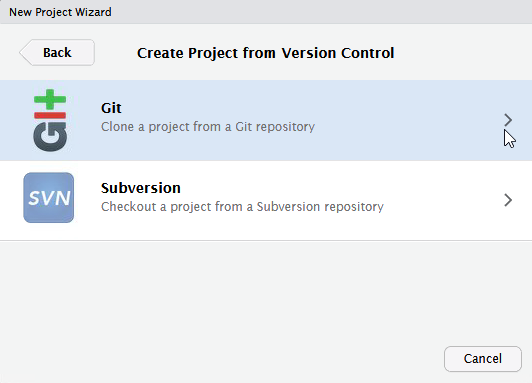 New Project Wizard
Back
Create Project from Version Control
git
Git
Clone a project from a Git repository
SVN
Subversion
Checkout a project from a Subversion repository
Cancel